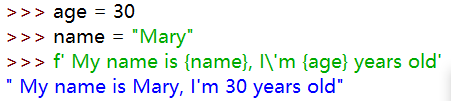 >>> age = 30
>>> name = "Mary"
>>> f' My name is {name}, I\'m {age} years old'
" My name is Mary, I'm 30 years old"